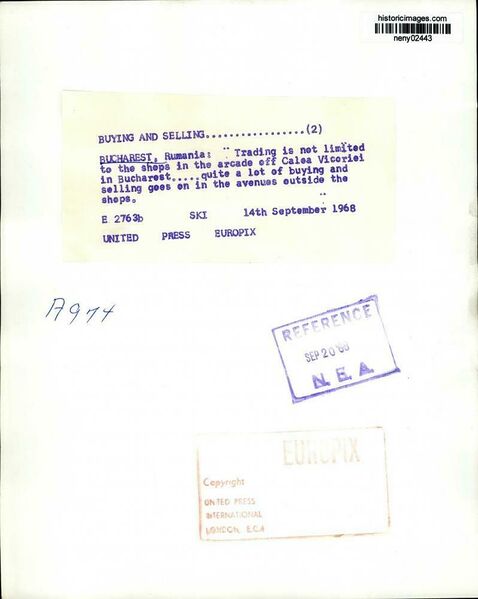 historicimages.com
neny02443
BUYING AND SELLING.................(2)
BUCHAREST, Rumania: " Trading is not limited
to the shops in the arcade off Calea Vicoriei
in Bucharest.....quite a lot of buying and
selling goes on in the avenues outside the
shops. "
E 2763b SKI 14th September 1968
UNITED PRESS EUROPIX
A974
REFERENCE
SEP 20 '68
N. E. A.
EUROPIX
Copyright
UNITED PRESS
INTERNATIONAL
LONDON, E.C.4